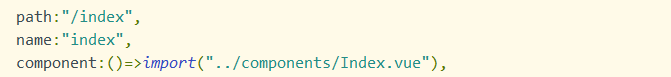 path:"/index",
name:"index",
component:()=>import("../components/Index.vue"),